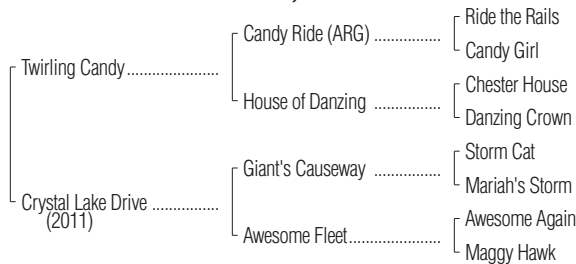 Ride the Rails
Candy Ride (ARG) ................
Candy Girl
Twirling Candy ......................
Chester House
House of Danzing ................
Danzing Crown
Storm Cat
Giant's Causeway ................
Mariah's Storm
Crystal Lake Drive ................
(2011)
Awesome Again
Awesome Fleet......................
Maggy Hawk